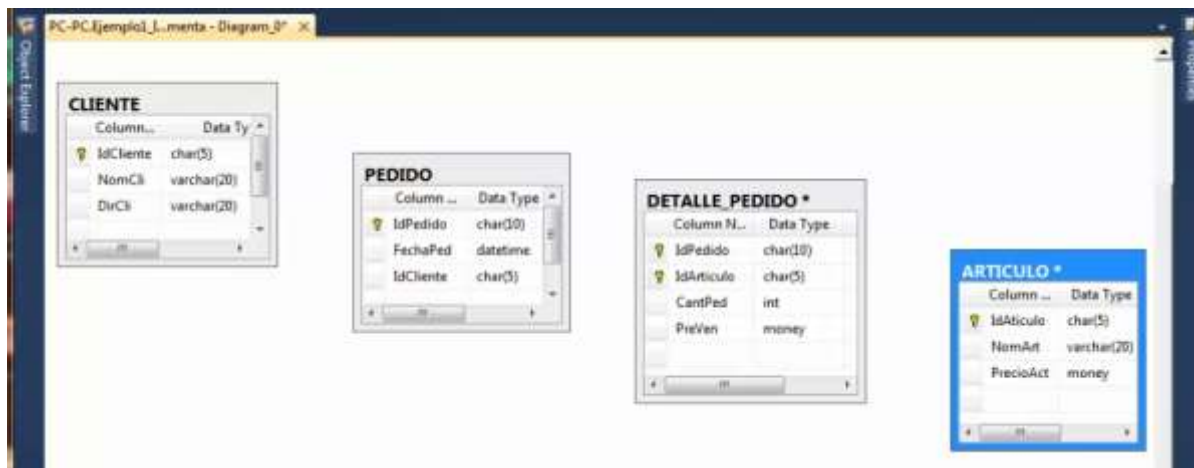 PC-PC.Ejemplo1_l...menta - Diagram_0* ×
Object Explorer
Properties
CLIENTE
Column... Data Ty
IdCliente char(5)
NomCli varchar(20)
DirCli varchar(20)
PEDIDO
Column ... Data Type
IdPedido char(10)
FechaPed datetime
IdCliente char(5)
DETALLE_PEDIDO *
Column N... Data Type
IdPedido char(10)
IdArticulo char(5)
CantPed int
PreVen money
ARTICULO *
Column ... Data Type
IdAticulo char(5)
NomArt varchar(20)
PrecioAct money